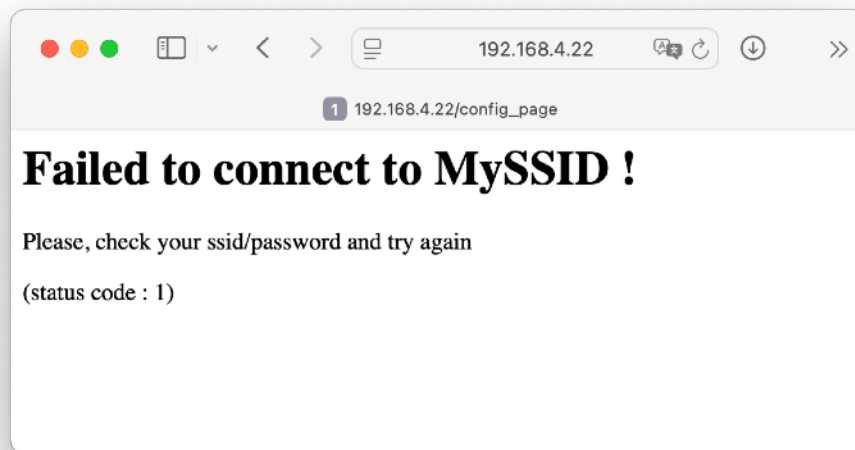 192.168.4.22
1 192.168.4.22/config_page
Failed to connect to MySSID !
Please, check your ssid/password and try again
(status code : 1)